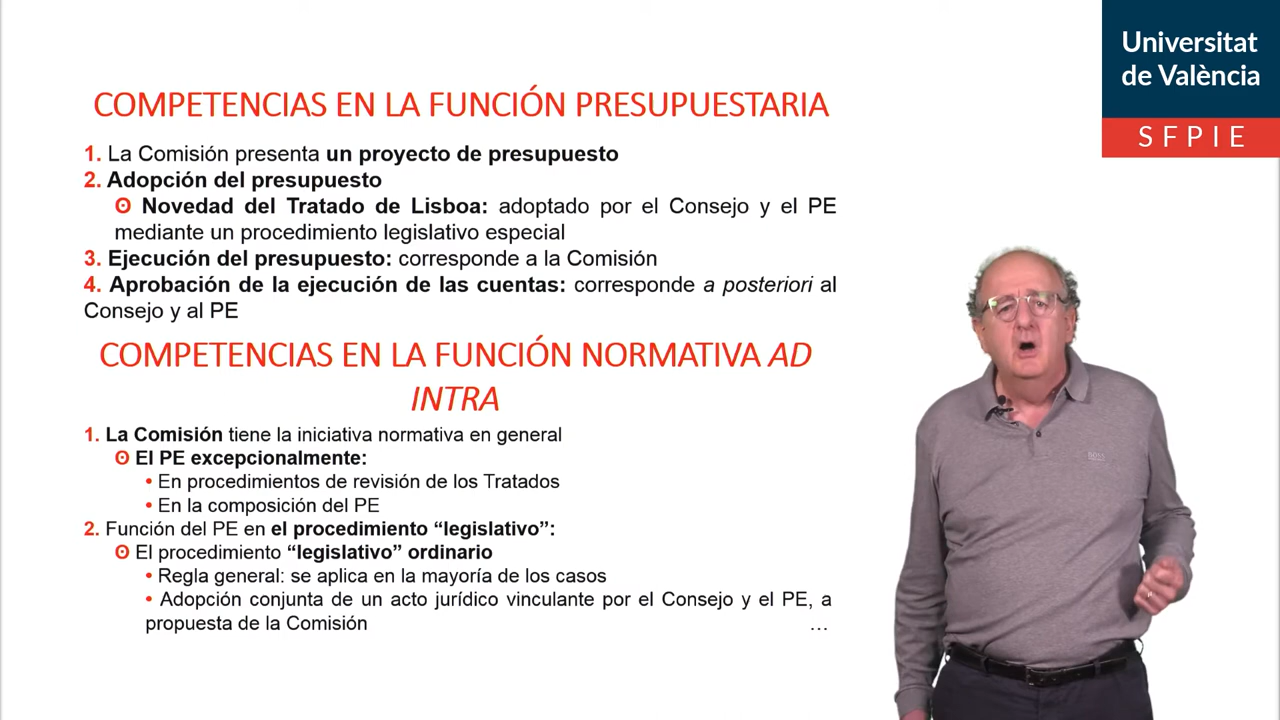 Universitat
de València
SFPIE
COMPETENCIAS EN LA FUNCIÓN PRESUPUESTARIA
1. La Comisión presenta un proyecto de presupuesto
2. Adopción del presupuesto
ʘ Novedad del Tratado de Lisboa: adoptado por el Consejo y el PE
mediante un procedimiento legislativo especial
3. Ejecución del presupuesto: corresponde a la Comisión
4. Aprobación de la ejecución de las cuentas: corresponde a posteriori al
Consejo y al PE
COMPETENCIAS EN LA FUNCIÓN NORMATIVA AD
INTRA
1. La Comisión tiene la iniciativa normativa en general
ʘ El PE excepcionalmente:
• En procedimientos de revisión de los Tratados
• En la composición del PE
2. Función del PE en el procedimiento “legislativo”:
ʘ El procedimiento “legislativo” ordinario
• Regla general: se aplica en la mayoría de los casos
• Adopción conjunta de un acto jurídico vinculante por el Consejo y el PE, a
propuesta de la Comisión ...
BOSS